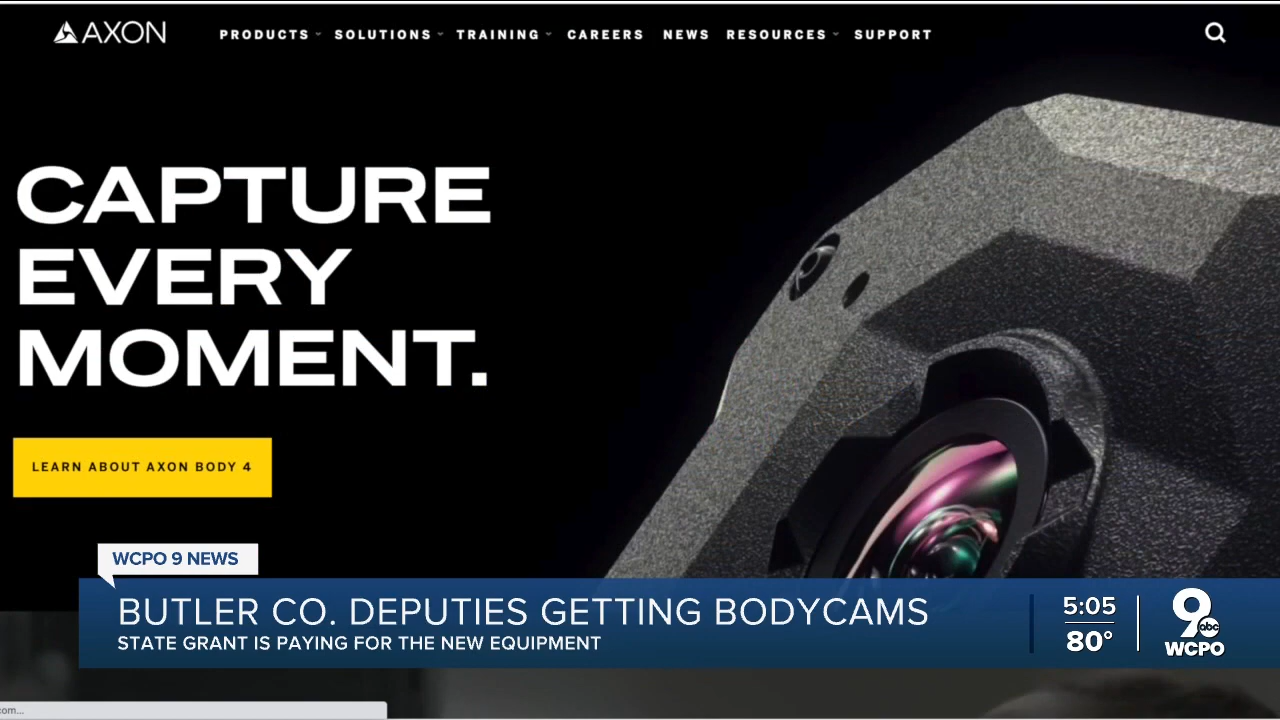 AXON
PRODUCTS SOLUTIONS TRAINING CAREERS NEWS RESOURCES SUPPORT
CAPTURE
EVERY
MOMENT.
LEARN ABOUT AXON BODY 4
WCPO 9 NEWS
BUTLER CO. DEPUTIES GETTING BODYCAMS
STATE GRANT IS PAYING FOR THE NEW EQUIPMENT
5:05
80°
9
abc
WCPO
com...